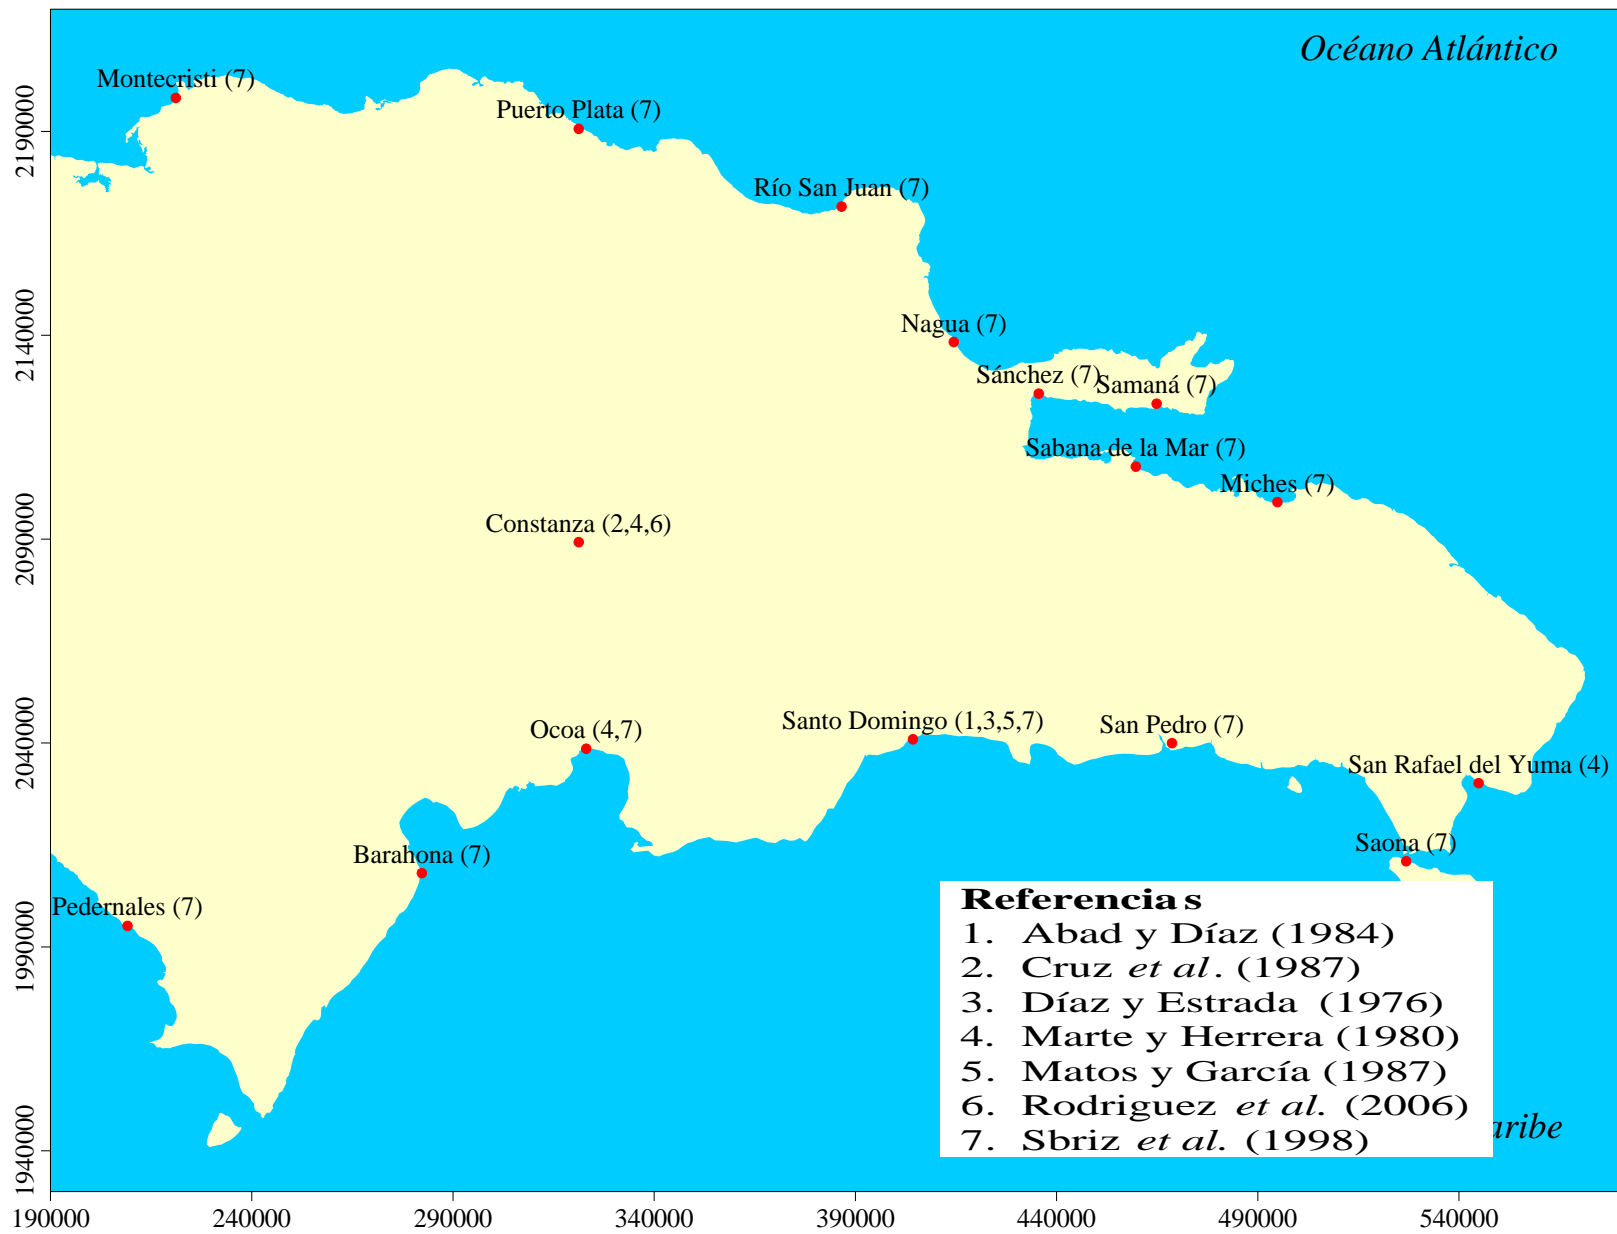 Océano Atlántico
Montecristi (7)
Puerto Plata (7)
Río San Juan (7)
Nagua (7)
Sánchez (7)
Samaná (7)
Sabana de la Mar (7)
Miches (7)
Constanza (2,4,6)
Ocoa (4,7)
Santo Domingo (1,3,5,7)
San Pedro (7)
San Rafael del Yuma (4)
Saona (7)
Barahona (7)
Pedernales (7)
Referencias
1. Abad y Díaz (1984)
2. Cruz et al. (1987)
3. Díaz y Estrada (1976)
4. Marte y Herrera (1980)
5. Matos y García (1987)
6. Rodriguez et al. (2006)
7. Sbriz et al. (1998)
aribe
2190000
2140000
2090000
2040000
1990000
1940000
190000 240000 290000 340000 390000 440000 490000 540000